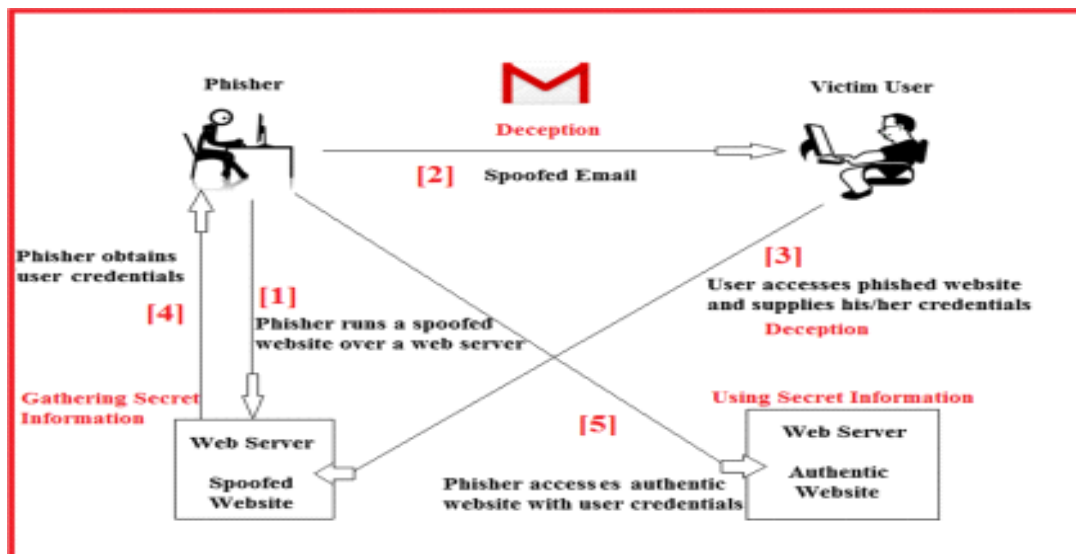 Phisher
Victim User
Deception
[2]
Spoofed Email
Phisher obtains
user credentials
[4]
[1]
Phisher runs a spoofed
website over a web server
[3]
User accesses phished website
and supplies his/her credentials
Deception
Gathering Secret
Information
Web Server
Spoofed
Website
[5]
Phisher accesses authentic
website with user credentials
Using Secret Information
Web Server
Authentic
Website